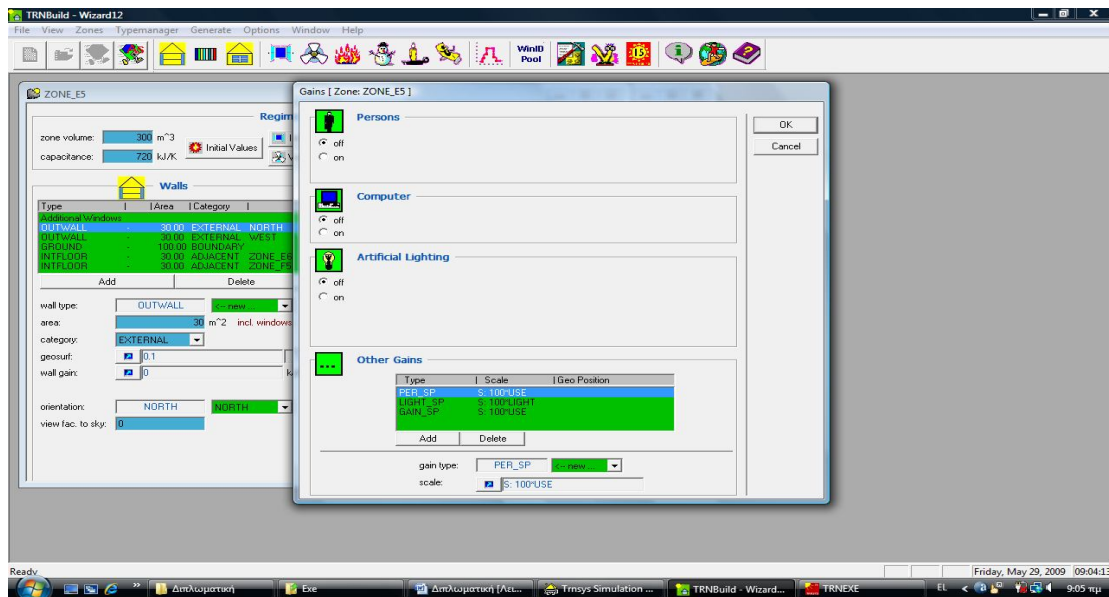 TRNBuild - Wizard12
File View Zones Typemanager Generate Options Window Help
WinID Pool
ZONE_E5
Regim
zone volume: 300 m^3
capacitance: 720 kJ/K
Initial Values
Walls
Type | |Area |Category |
Additional Windows
OUTWALL - 30.00 EXTERNAL NORTH
OUTWALL - 30.00 EXTERNAL WEST
GROUND - 100.00 BOUNDARY
INTFLOOR - 30.00 ADJACENT ZONE_E6
INTFLOOR - 30.00 ADJACENT ZONE_F5
Add Delete
wall type: OUTWALL <-- new ...
area: 30 m^2 incl. windows
category: EXTERNAL
geosurf: 0.1
wall gain: 0
orientation: NORTH NORTH
view fac. to sky: 0
Gains [ Zone: ZONE_E5 ]
OK
Cancel
Persons
off
on
Computer
off
on
Artificial Lighting
off
on
Other Gains
Type | Scale |Geo Position
PER_SP S: 100*USE
LIGHT_SP S: 100*LIGHT
GAIN_SP S: 100*USE
Add Delete
gain type: PER_SP <-- new ...
scale: S: 100*USE
Ready
Friday, May 29, 2009 09:04:13
Διπλωματική
Exe
Διπλωματική [Λει...
Trnsys Simulation ...
TRNBuild - Wizard...
TRNEXE
EL
9:05 πμ